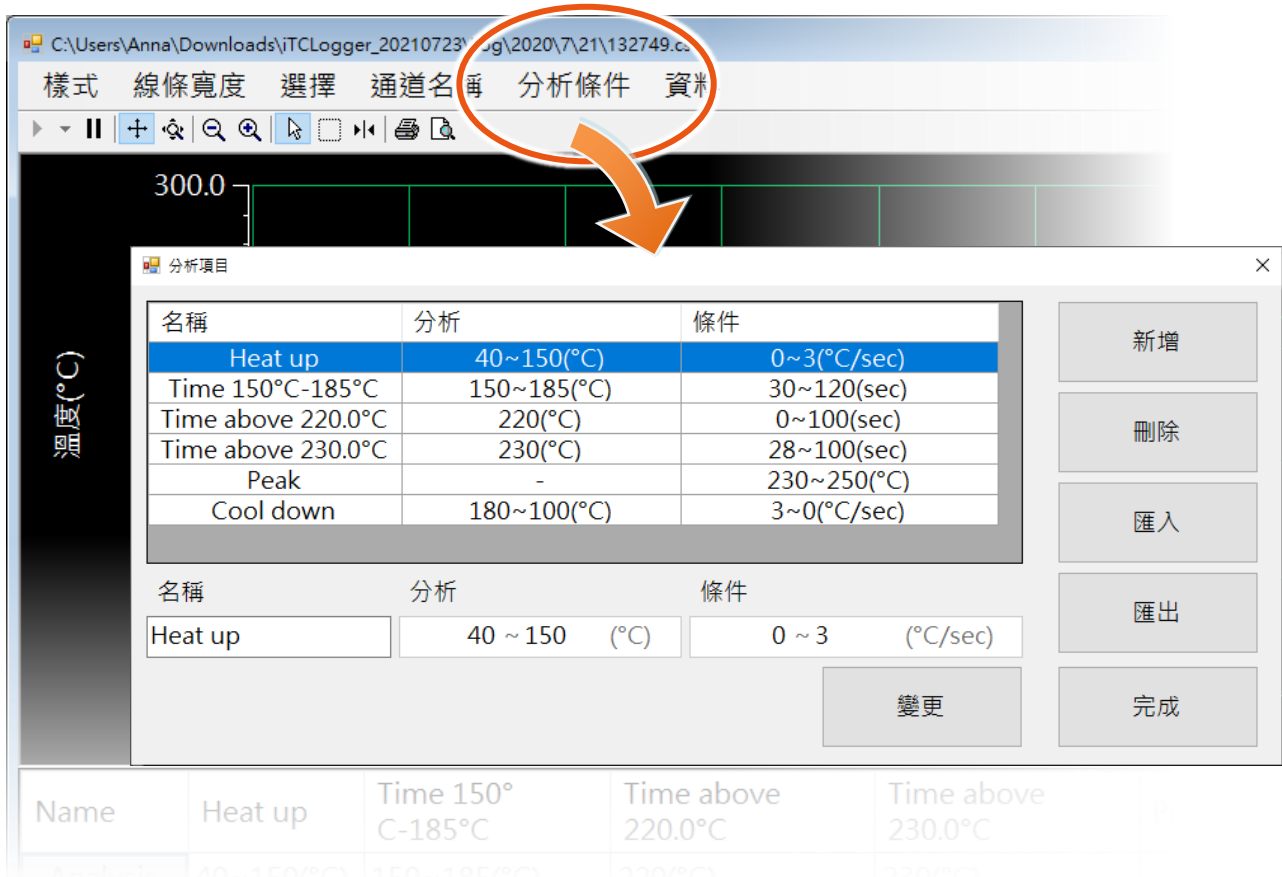 C:\Users\Anna\Downloads\iTCLogger_20210723\ \2020\7\21\132749.
樣式 線條寬度 選擇 通道名稱 分析條件 資料
300.0
溫度(°C)
分析項目
名稱 分析 條件
Heat up 40~150(°C) 0~3(°C/sec)
Time 150°C-185°C 150~185(°C) 30~120(sec)
Time above 220.0°C 220(°C) 0~100(sec)
Time above 230.0°C 230(°C) 28~100(sec)
Peak - 230~250(°C)
Cool down 180~100(°C) 3~0(°C/sec)
新增
刪除
匯入
匯出
名稱 分析 條件
Heat up 40 ~ 150 (°C) 0 ~ 3 (°C/sec)
變更 完成
Name Heat up Time 150° Time above Time above
C-185°C 220.0°C 230.0°C